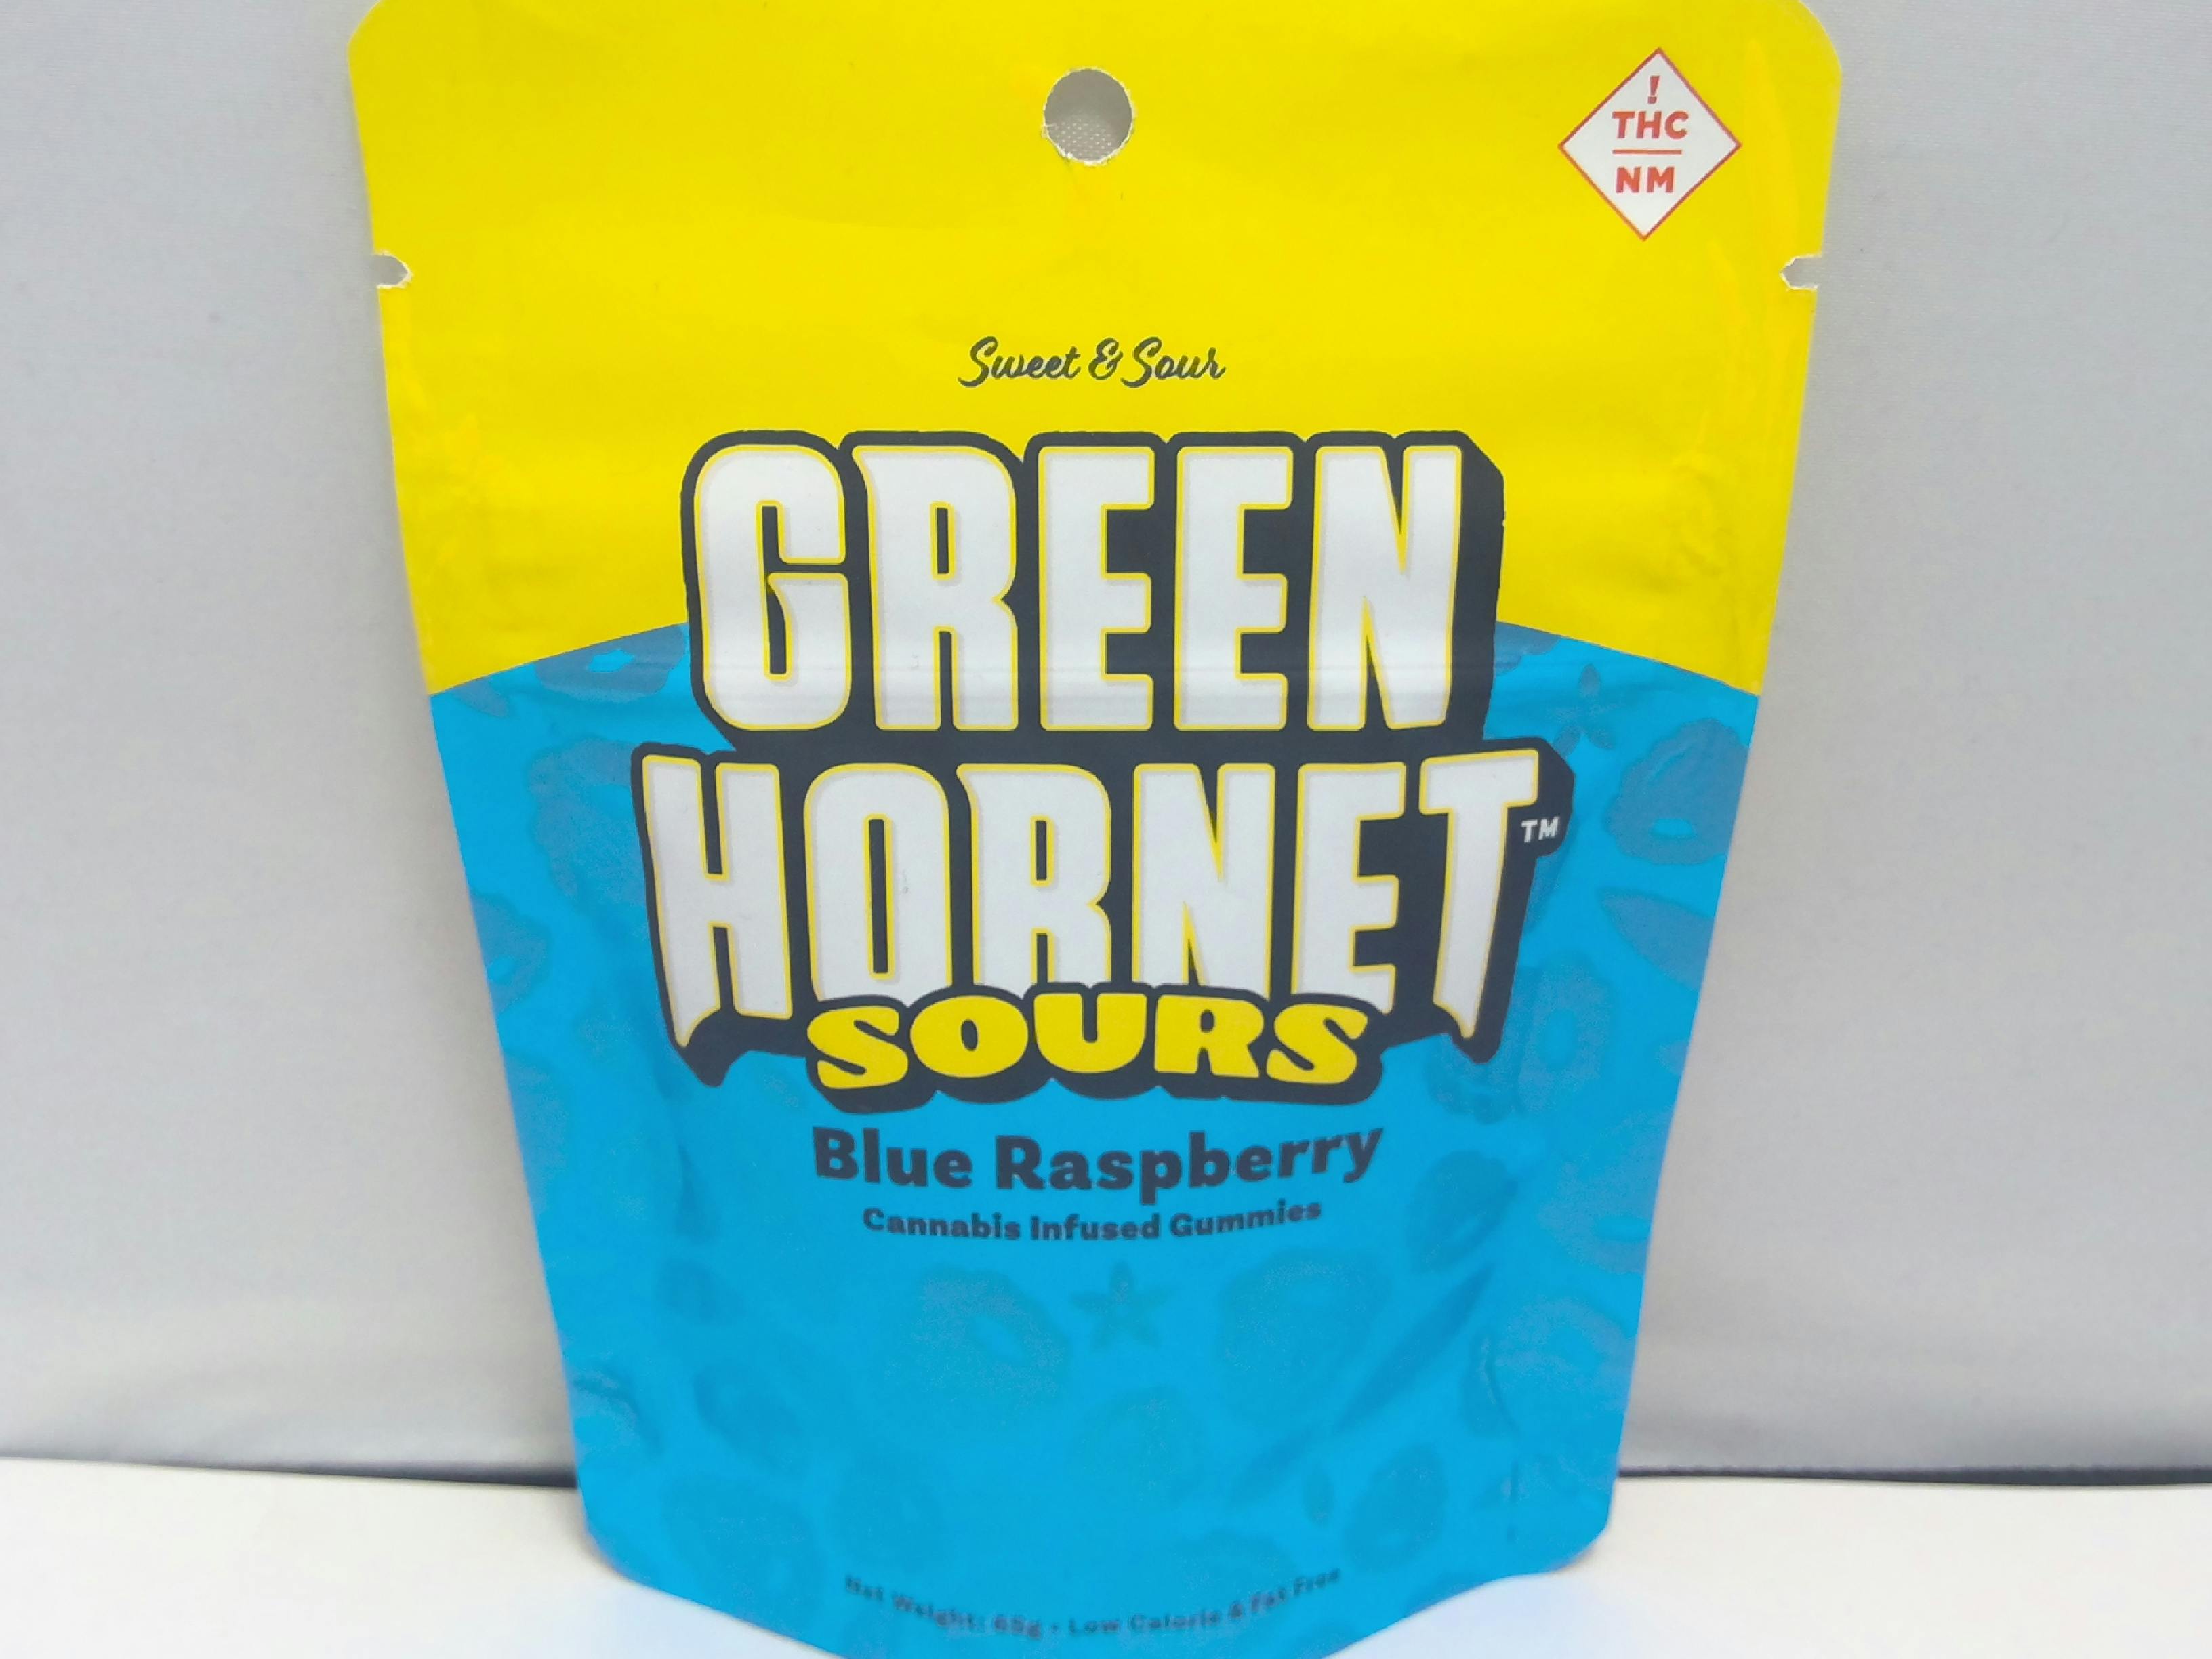 !
THC
NM
Sweet & Sour
GREEN
HORNET™
SOURS
Blue Raspberry
Cannabis Infused Gummies
Net Weight: 65g • Low Calorie & Fat Free